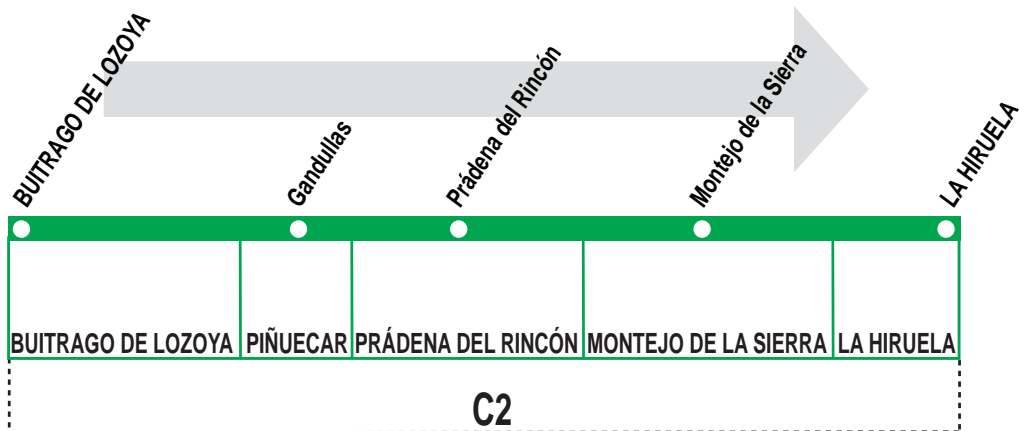 BUITRAGO DE LOZOYA
Gandullas
Prádena del Rincón
Montejo de la Sierra
LA HIRUELA
BUITRAGO DE LOZOYA
PIÑUECAR
PRÁDENA DEL RINCÓN
MONTEJO DE LA SIERRA
LA HIRUELA
C2